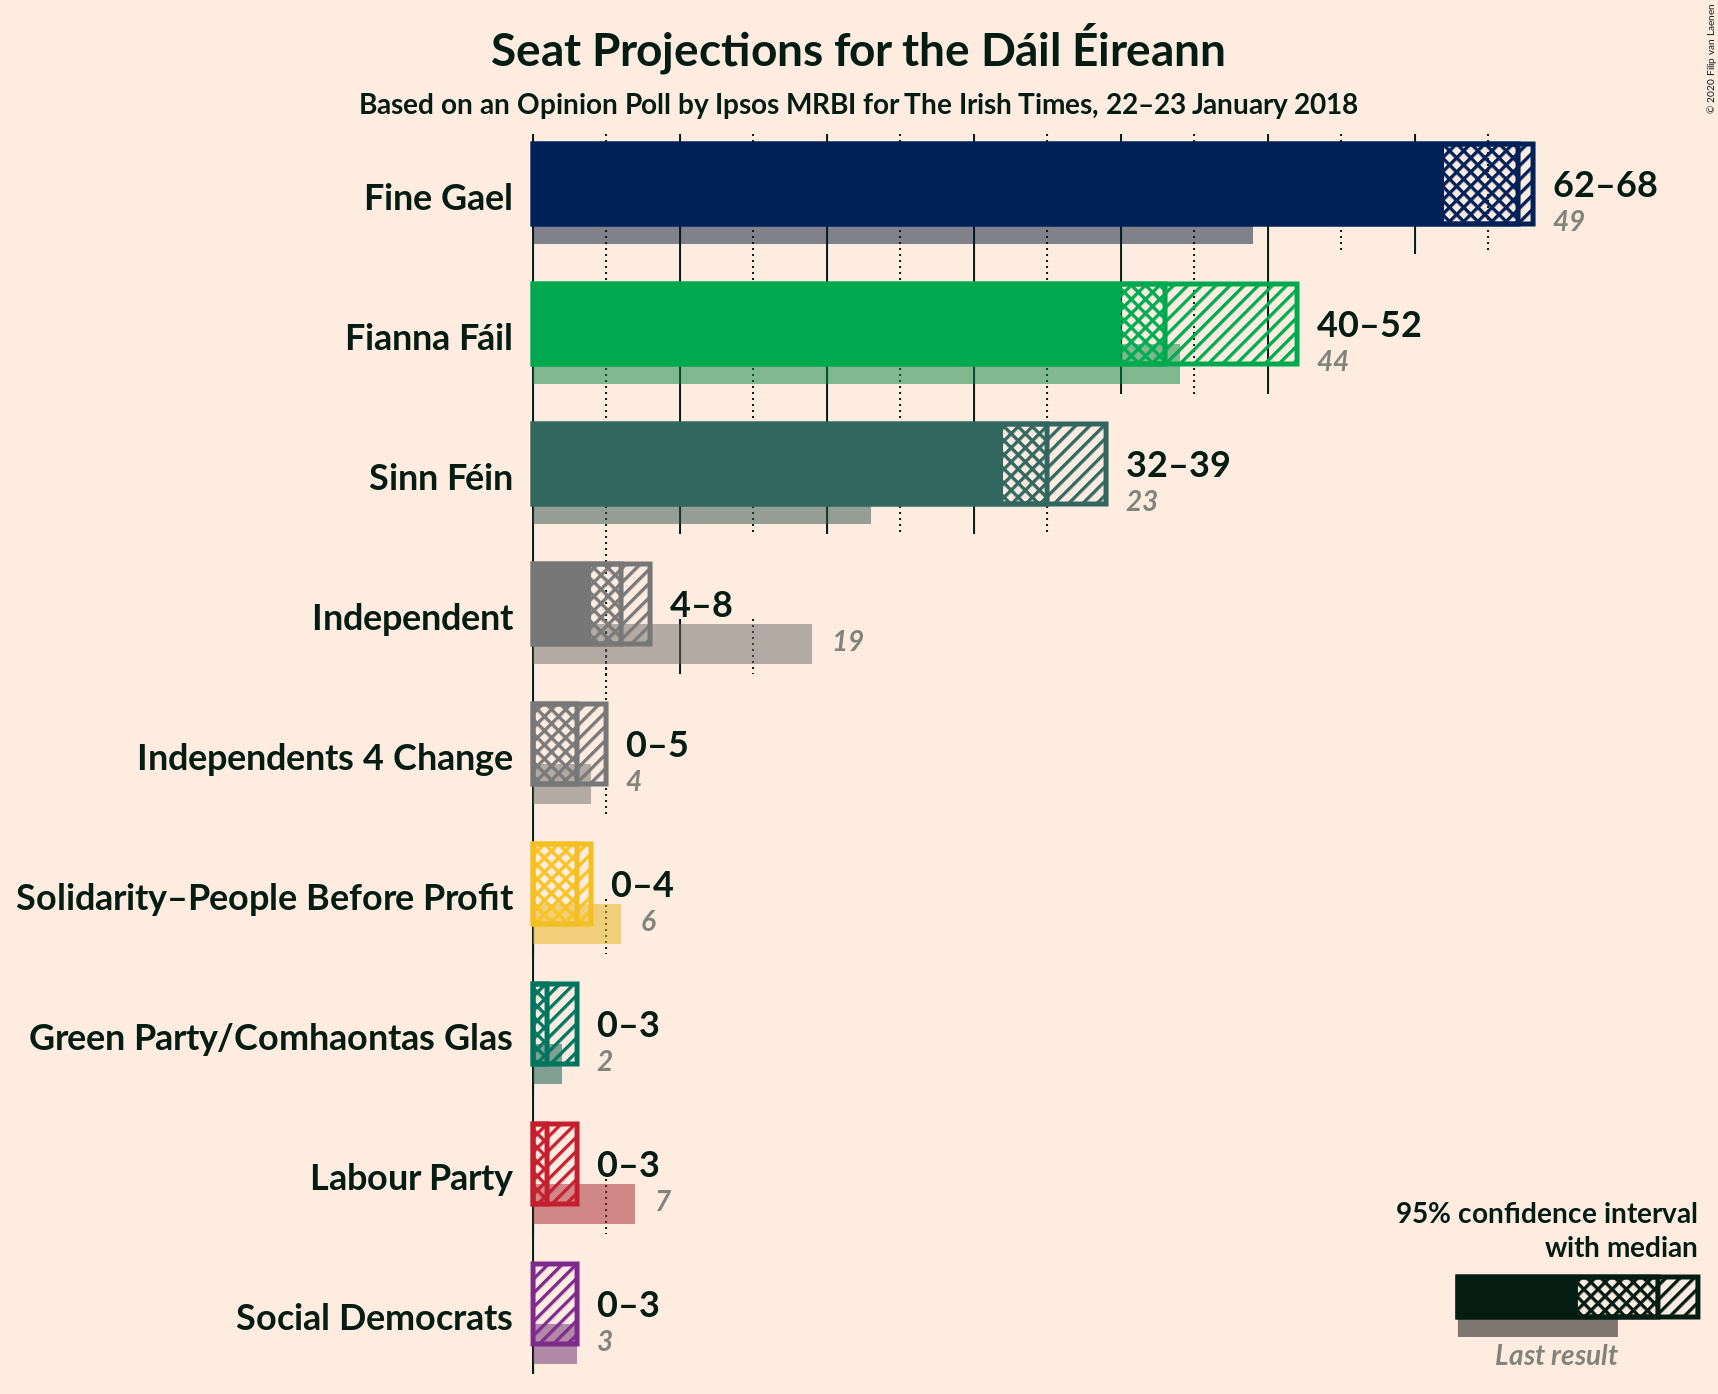 Seat Projections for the Dáil Éireann
Based on an Opinion Poll by Ipsos MRBI for The Irish Times, 22–23 January 2018
© 2020 Filip van Laenen
Fine Gael
62–68
49
Fianna Fáil
40–52
44
Sinn Féin
32–39
23
Independent
4–8
19
Independents 4 Change
0–5
4
Solidarity–People Before Profit
0–4
6
Green Party/Comhaontas Glas
0–3
2
Labour Party
0–3
7
Social Democrats
0–3
3
95% confidence interval
with median
Last result